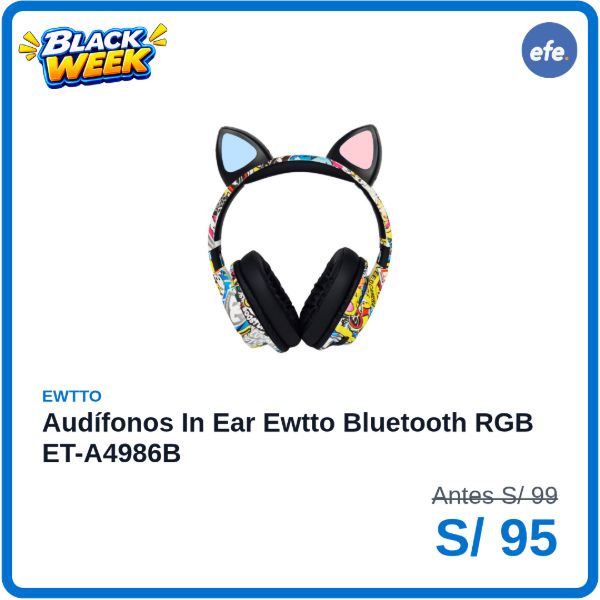 BLACK
WEEK
efe.
EWTTO
Audífonos In Ear Ewtto Bluetooth RGB
ET-A4986B
Antes S/ 99
S/ 95